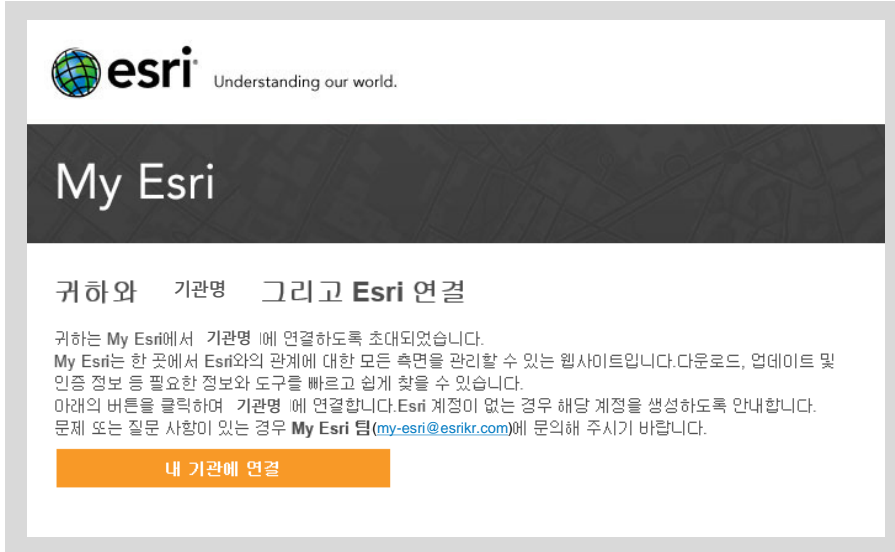 esri Understanding our world.
My Esri
귀하와 기관명 그리고 Esri 연결
귀하는 My Esri에서 기관명 에 연결하도록 초대되었습니다.
My Esri는 한 곳에서 Esri와의 관계에 대한 모든 측면을 관리할 수 있는 웹사이트입니다.다운로드, 업데이트 및
인증 정보 등 필요한 정보와 도구를 빠르고 쉽게 찾을 수 있습니다.
아래의 버튼을 클릭하여 기관명 에 연결합니다.Esri 계정이 없는 경우 해당 계정을 생성하도록 안내합니다.
문제 또는 질문 사항이 있는 경우 My Esri 팀(my-esri@esrikr.com)에 문의해 주시기 바랍니다.
내 기관에 연결